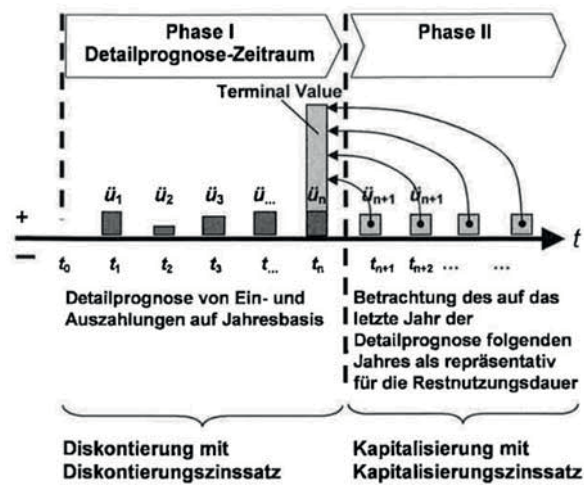 Phase I
Detailprognose-Zeitraum
Phase II
Terminal Value
ü1 ü2 ü3 ü... ün ün+1 ün+1
+
t
−
t0 t1 t2 t3 t... tn tn+1 tn+2 ... ...
Detailprognose von Ein- und
Auszahlungen auf Jahresbasis
Betrachtung des auf das
letzte Jahr der
Detailprognose folgenden
Jahres als repräsentativ
für die Restnutzungsdauer
Diskontierung mit
Diskontierungszinssatz
Kapitalisierung mit
Kapitalisierungszinssatz